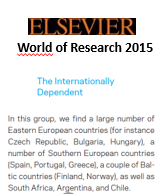 ELSEVIER
World of Research 2015
The Internationally
Dependent
In this group, we find a large number of
Eastern European countries (for instance
Czech Republic, Bulgaria, Hungary), a
number of Southern European countries
(Spain, Portugal, Greece), a couple of Bal-
tic countries (Finland, Norway), as well as
South Africa, Argentina, and Chile.